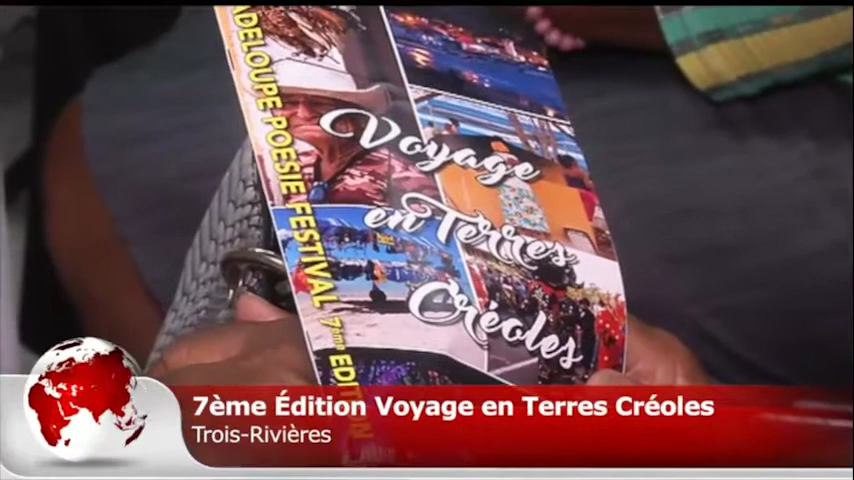 ADELOUPE POESIE FESTIVAL 7ème EDITION
Voyage
en Terres
Créoles
7ème Édition Voyage en Terres Créoles
Trois-Rivières